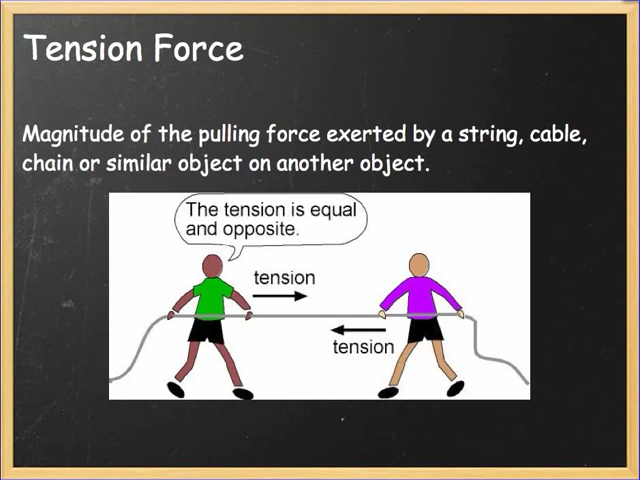 Tension Force
Magnitude of the pulling force exerted by a string, cable,
chain or similar object on another object.
The tension is equal
and opposite.
tension
tension